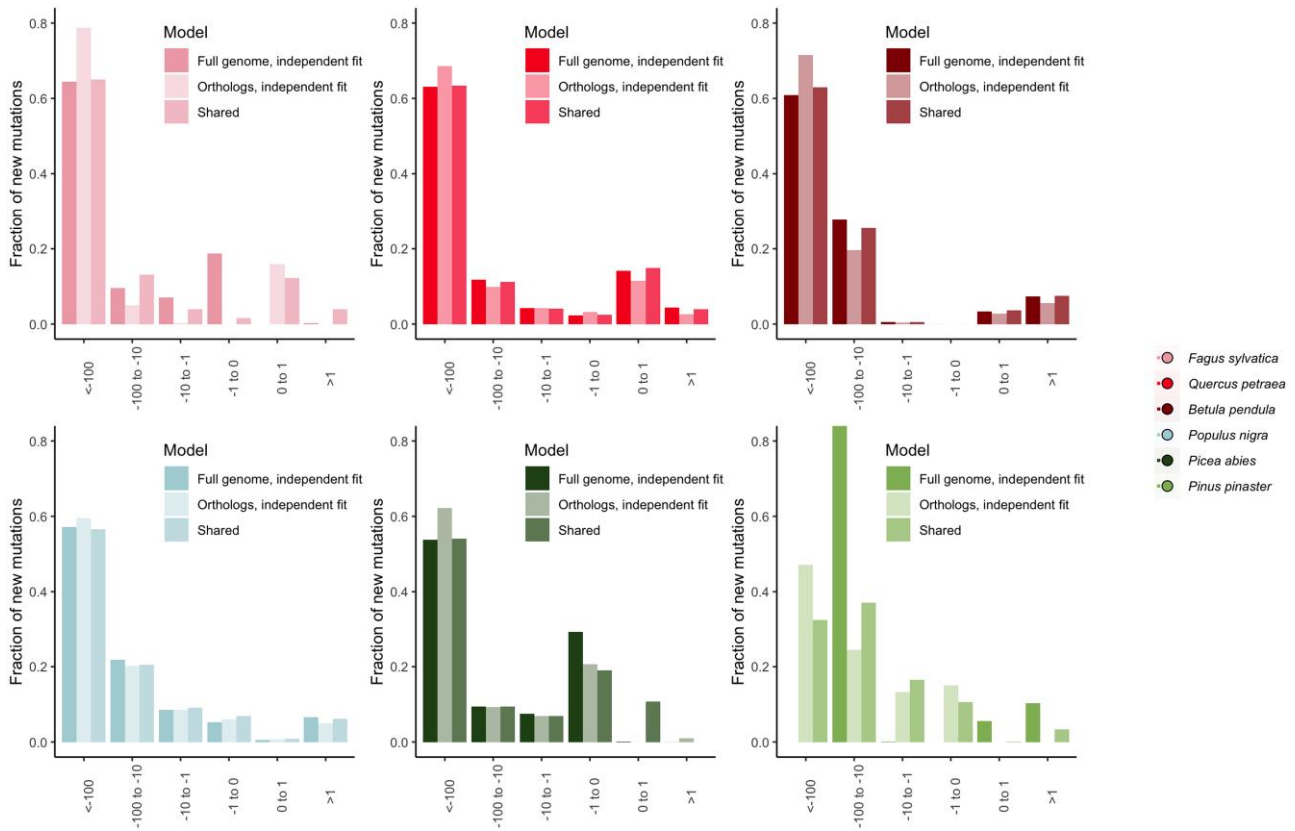 Fraction of new mutations
0.8
0.6
0.4
0.2
0.0
Model
Full genome, independent fit
Orthologs, independent fit
Shared
<-100
-100 to -10
-10 to -1
-1 to 0
0 to 1
>1
Fraction of new mutations
0.8
0.6
0.4
0.2
0.0
Model
Full genome, independent fit
Orthologs, independent fit
Shared
<-100
-100 to -10
-10 to -1
-1 to 0
0 to 1
>1
Fraction of new mutations
0.8
0.6
0.4
0.2
0.0
Model
Full genome, independent fit
Orthologs, independent fit
Shared
<-100
-100 to -10
-10 to -1
-1 to 0
0 to 1
>1
Fraction of new mutations
0.8
0.6
0.4
0.2
0.0
Model
Full genome, independent fit
Orthologs, independent fit
Shared
<-100
-100 to -10
-10 to -1
-1 to 0
0 to 1
>1
Fraction of new mutations
0.8
0.6
0.4
0.2
0.0
Model
Full genome, independent fit
Orthologs, independent fit
Shared
<-100
-100 to -10
-10 to -1
-1 to 0
0 to 1
>1
Fraction of new mutations
0.8
0.6
0.4
0.2
0.0
Model
Full genome, independent fit
Orthologs, independent fit
Shared
<-100
-100 to -10
-10 to -1
-1 to 0
0 to 1
>1
Fagus sylvatica
Quercus petraea
Betula pendula
Populus nigra
Picea abies
Pinus pinaster